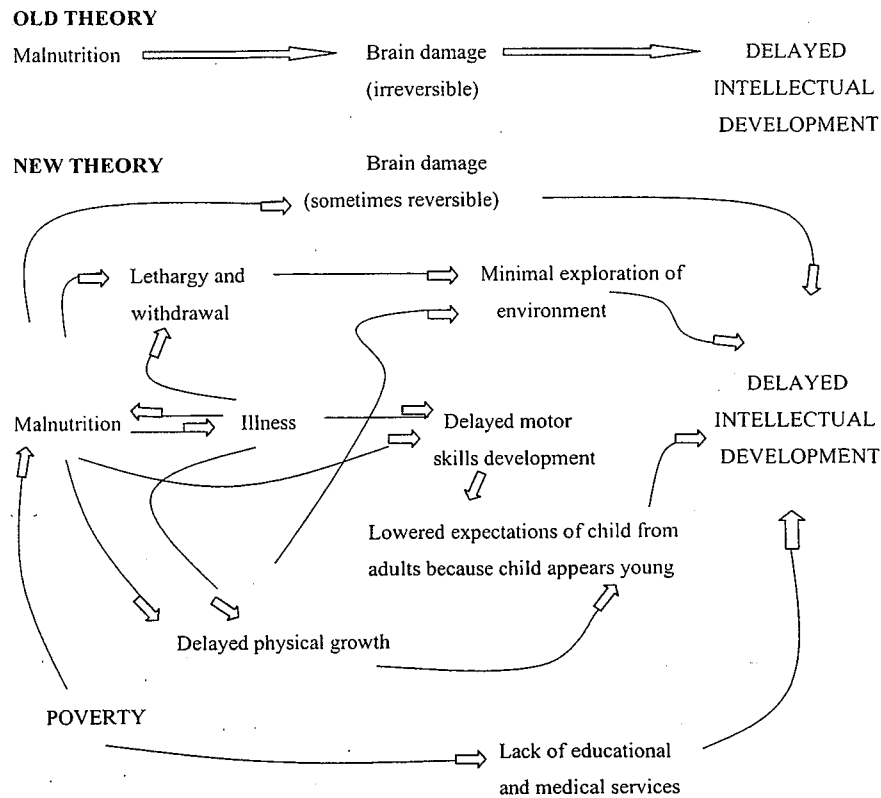 OLD THEORY
Malnutrition
Brain damage
(irreversible)
DELAYED
INTELLECTUAL
DEVELOPMENT
NEW THEORY
Brain damage
(sometimes reversible)
Lethargy and
withdrawal
Minimal exploration of
environment
Malnutrition
Illness
Delayed motor
skills development
DELAYED
INTELLECTUAL
DEVELOPMENT
Lowered expectations of child from
adults because child appears young
Delayed physical growth
POVERTY
Lack of educational
and medical services